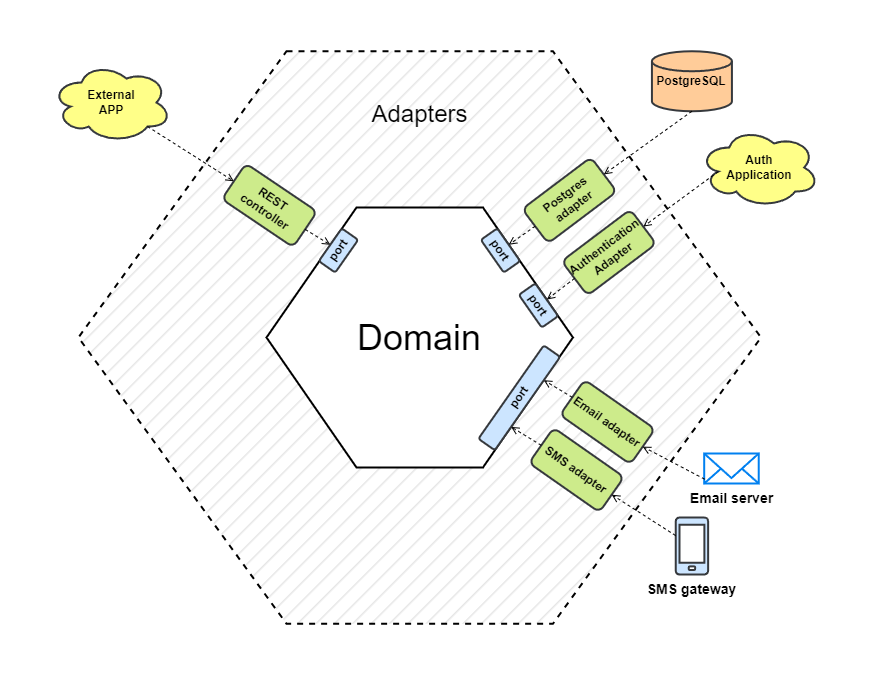 External
APP
PostgreSQL
Adapters
Auth
Application
REST
controller
Postgres
adapter
Authentication
Adapter
port
port
port
Domain
port
Email adapter
SMS adapter
Email server
SMS gateway